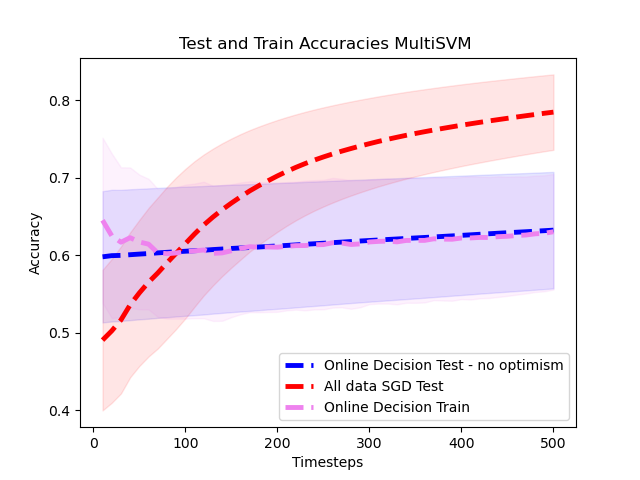 Test and Train Accuracies MultiSVM
Accuracy
0.8
0.7
0.6
0.5
0.4
Online Decision Test - no optimism
All data SGD Test
Online Decision Train
0
100
200
300
400
500
Timesteps